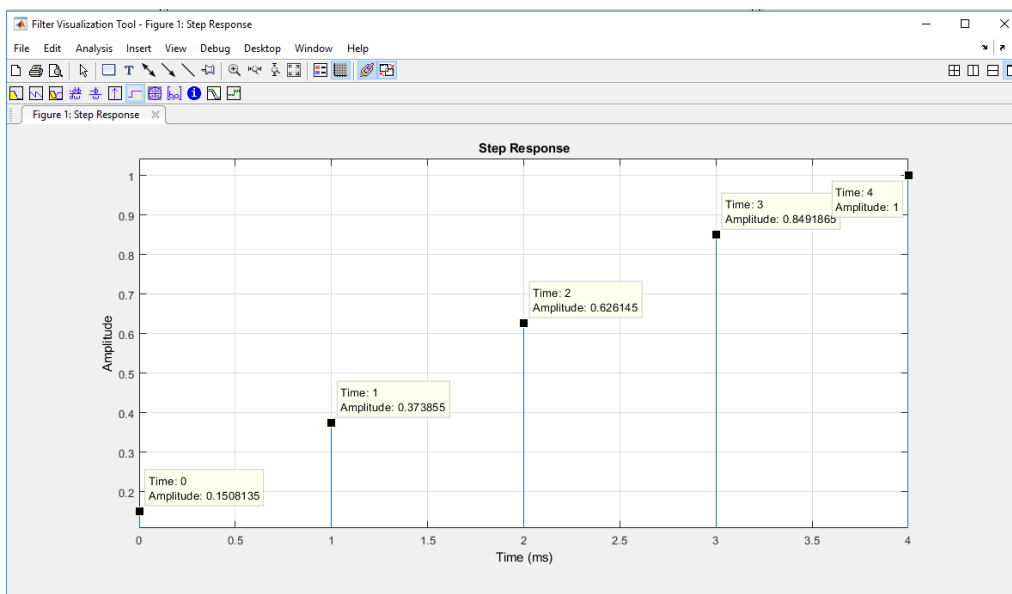 Filter Visualization Tool - Figure 1: Step Response
File Edit Analysis Insert View Debug Desktop Window Help
Figure 1: Step Response
Step Response
Amplitude
1
0.9
0.8
0.7
0.6
0.5
0.4
0.3
0.2
Time: 0
Amplitude: 0.1508135
Time: 1
Amplitude: 0.373855
Time: 2
Amplitude: 0.626145
Time: 3
Amplitude: 0.8491865
Time: 4
Amplitude: 1
0 0.5 1 1.5 2 2.5 3 3.5 4
Time (ms)